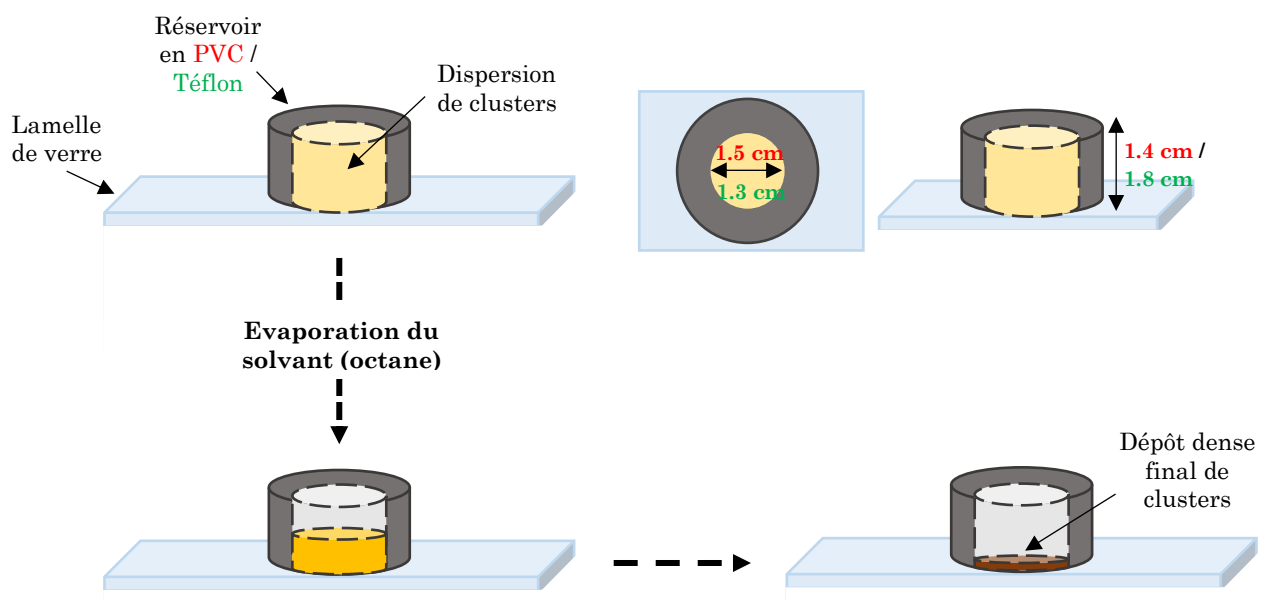 Réservoir
en PVC /
Téflon
Dispersion
de clusters
Lamelle
de verre
1.5 cm
1.3 cm
1.4 cm /
1.8 cm
Evaporation du
solvant (octane)
Dépôt dense
final de
clusters